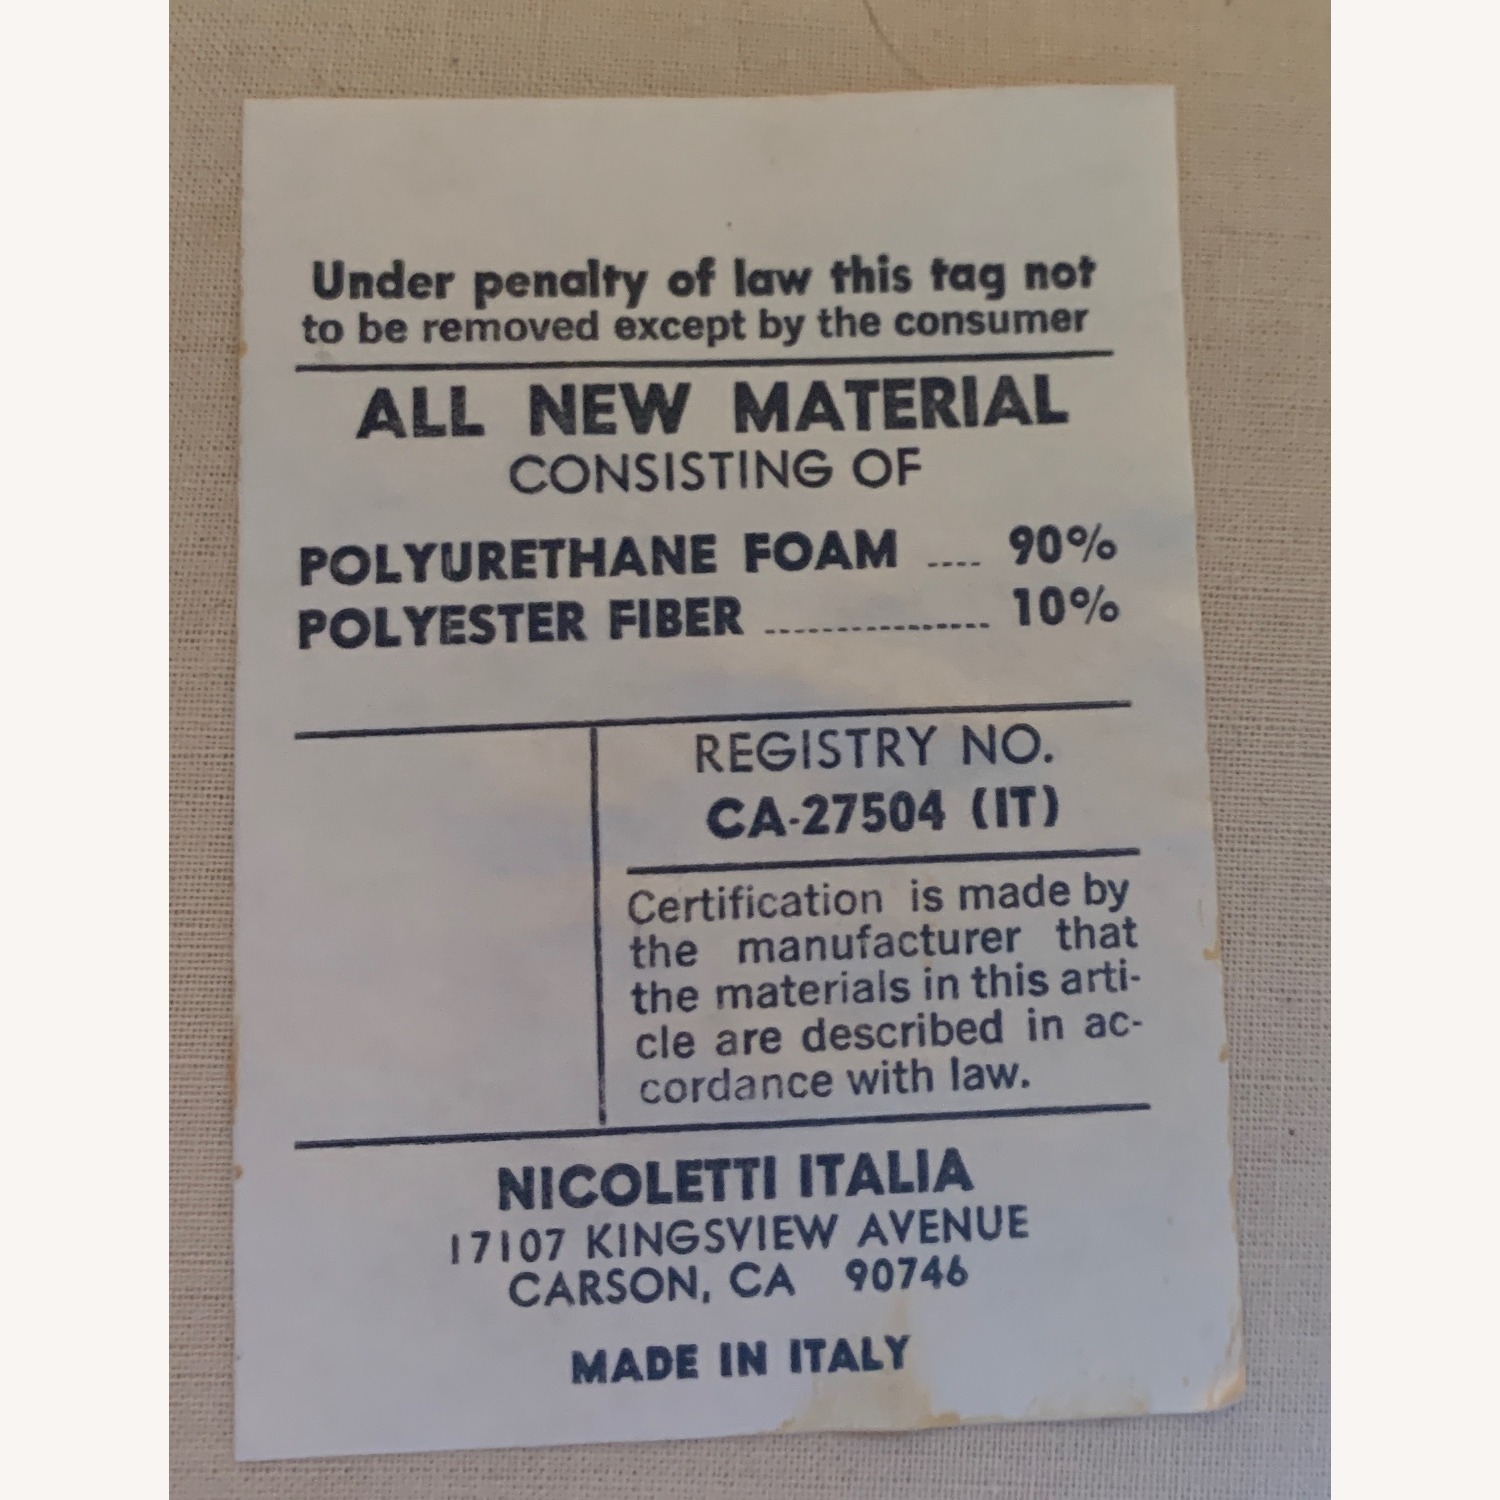 Under penalty of law this tag not
to be removed except by the consumer
ALL NEW MATERIAL
CONSISTING OF
POLYURETHANE FOAM .... 90%
POLYESTER FIBER ................ 10%
REGISTRY NO.
CA-27504 (IT)
Certification is made by
the manufacturer that
the materials in this arti-
cle are described in ac-
cordance with law.
NICOLETTI ITALIA
17107 KINGSVIEW AVENUE
CARSON, CA 90746
MADE IN ITALY